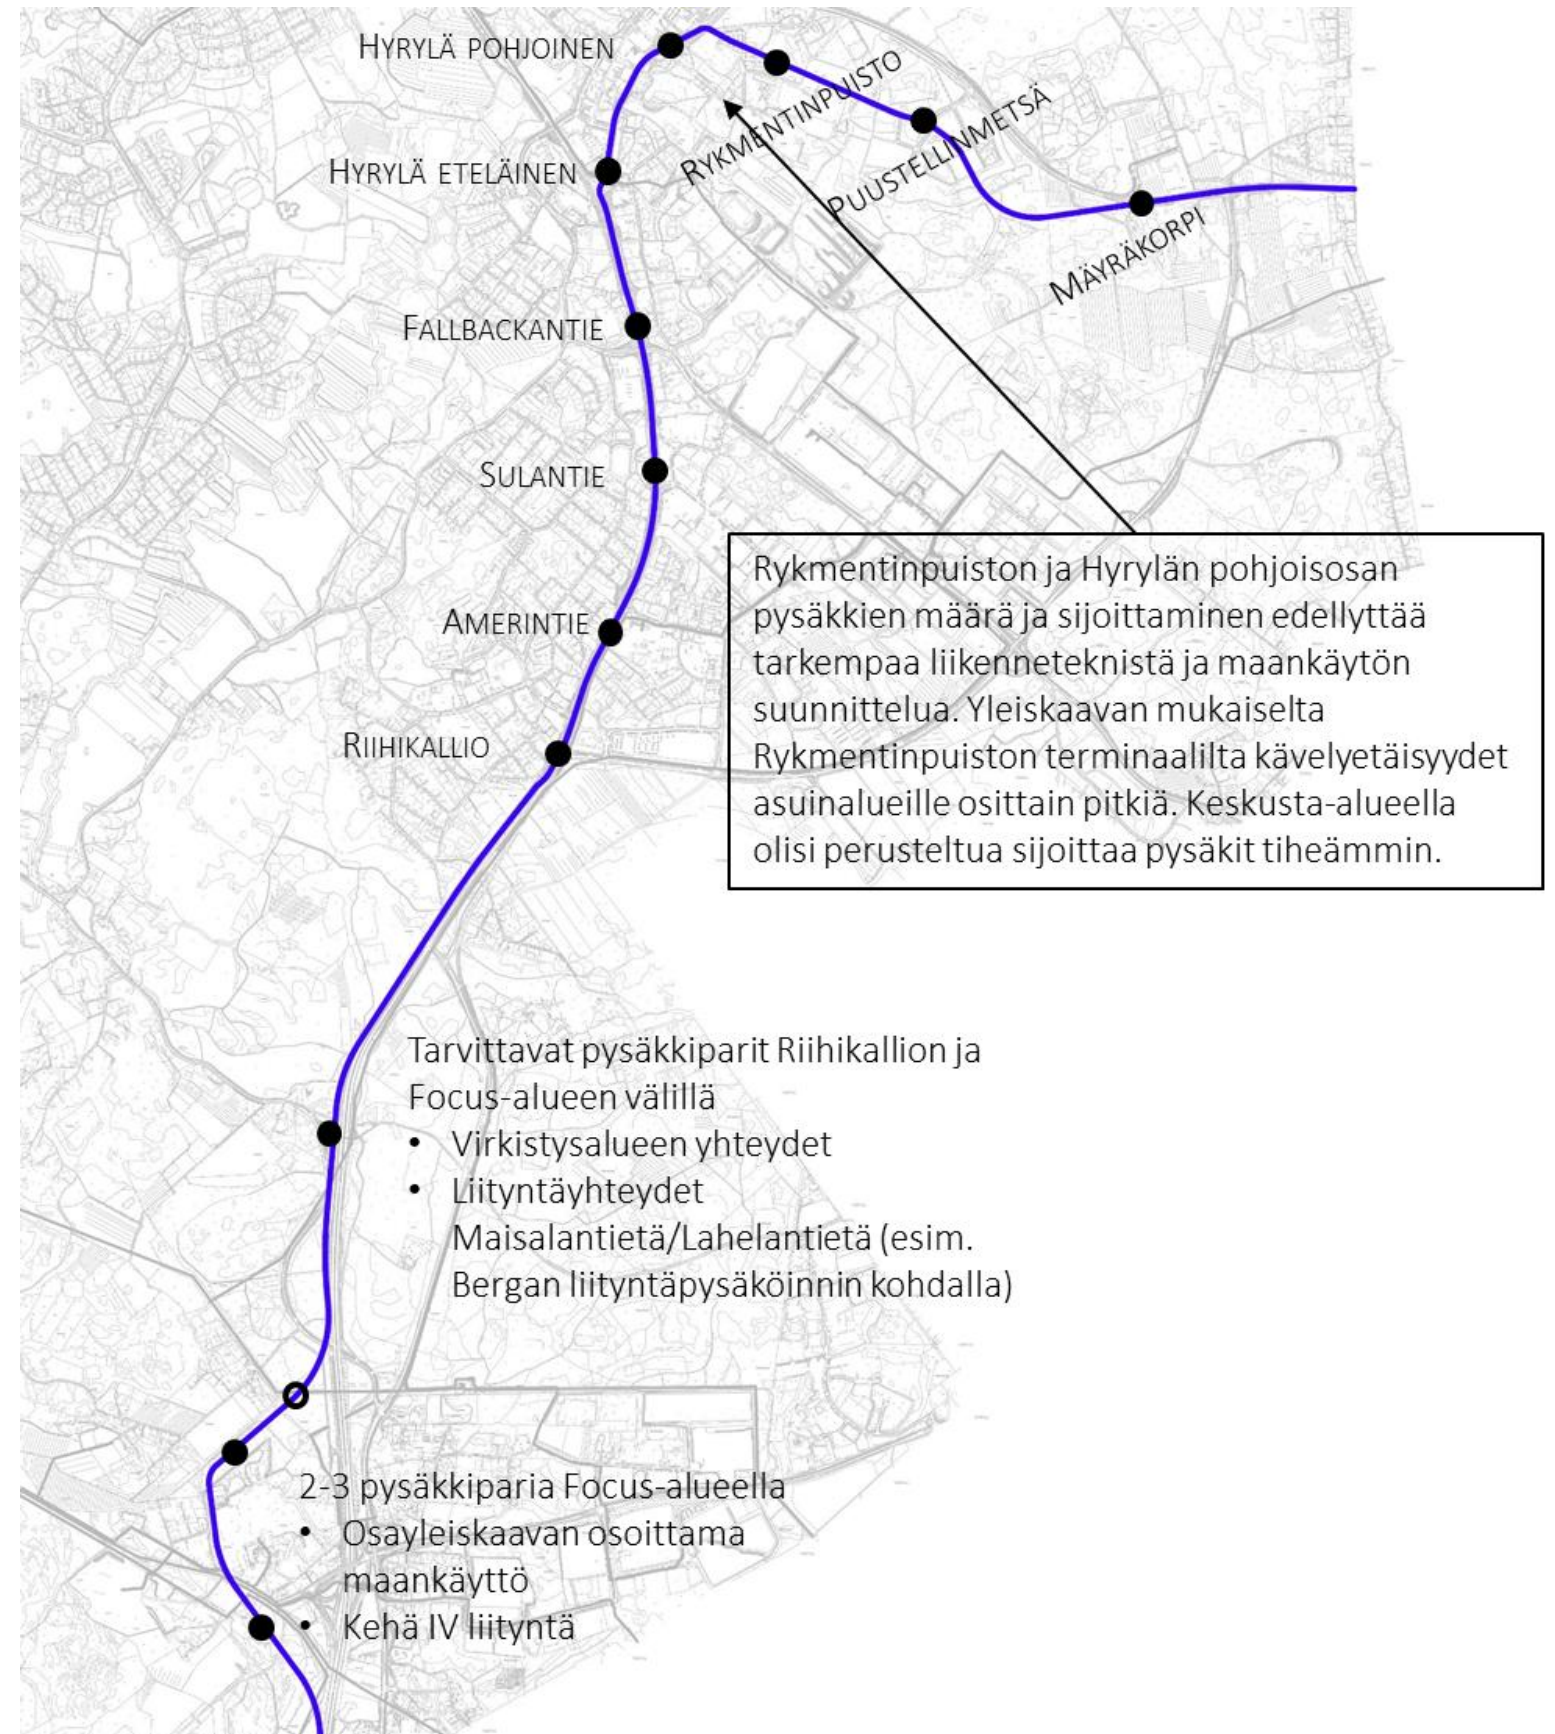 HYRYLÄ POHJOINEN
RYKMENTINPUISTO
PUUSTELLINMETSÄ
HYRYLÄ ETELÄINEN
MÄYRÄKORPI
FALLBACKANTIE
SULANTIE
AMERINTIE
RIIHIKALLIO
Rykmentinpuiston ja Hyrylän pohjoisosan
pysäkkien määrä ja sijoittaminen edellyttää
tarkempaa liikenneteknistä ja maankäytön
suunnittelua. Yleiskaavan mukaiselta
Rykmentinpuiston terminaalilta kävelyetäisyydet
asuinalueille osittain pitkiä. Keskusta-alueella
olisi perusteltua sijoittaa pysäkit tiheämmin.
Tarvittavat pysäkkiparit Riihikallion ja
Focus-alueen välillä
• Virkistysalueen yhteydet
• Liityntäyhteydet
Maisalantietä/Lahelantietä (esim.
Bergan liityntäpysäköinnin kohdalla)
2-3 pysäkkiparia Focus-alueella
• Osayleiskaavan osoittama
maankäyttö
• Kehä IV liityntä